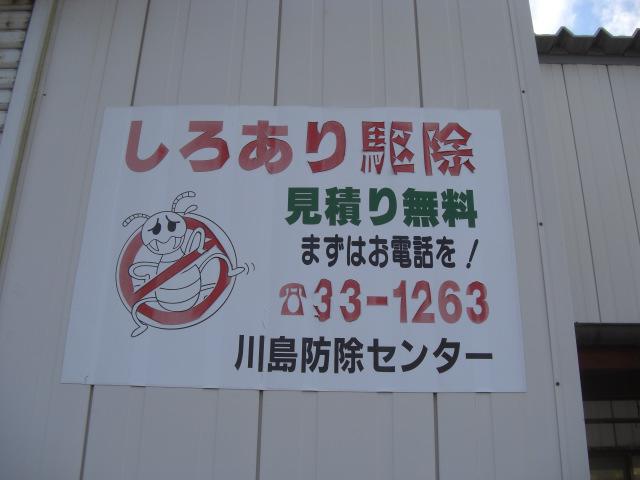 しろあり駆除
見積り無料
まずはお電話を!
☎33-1263
川島防除センター